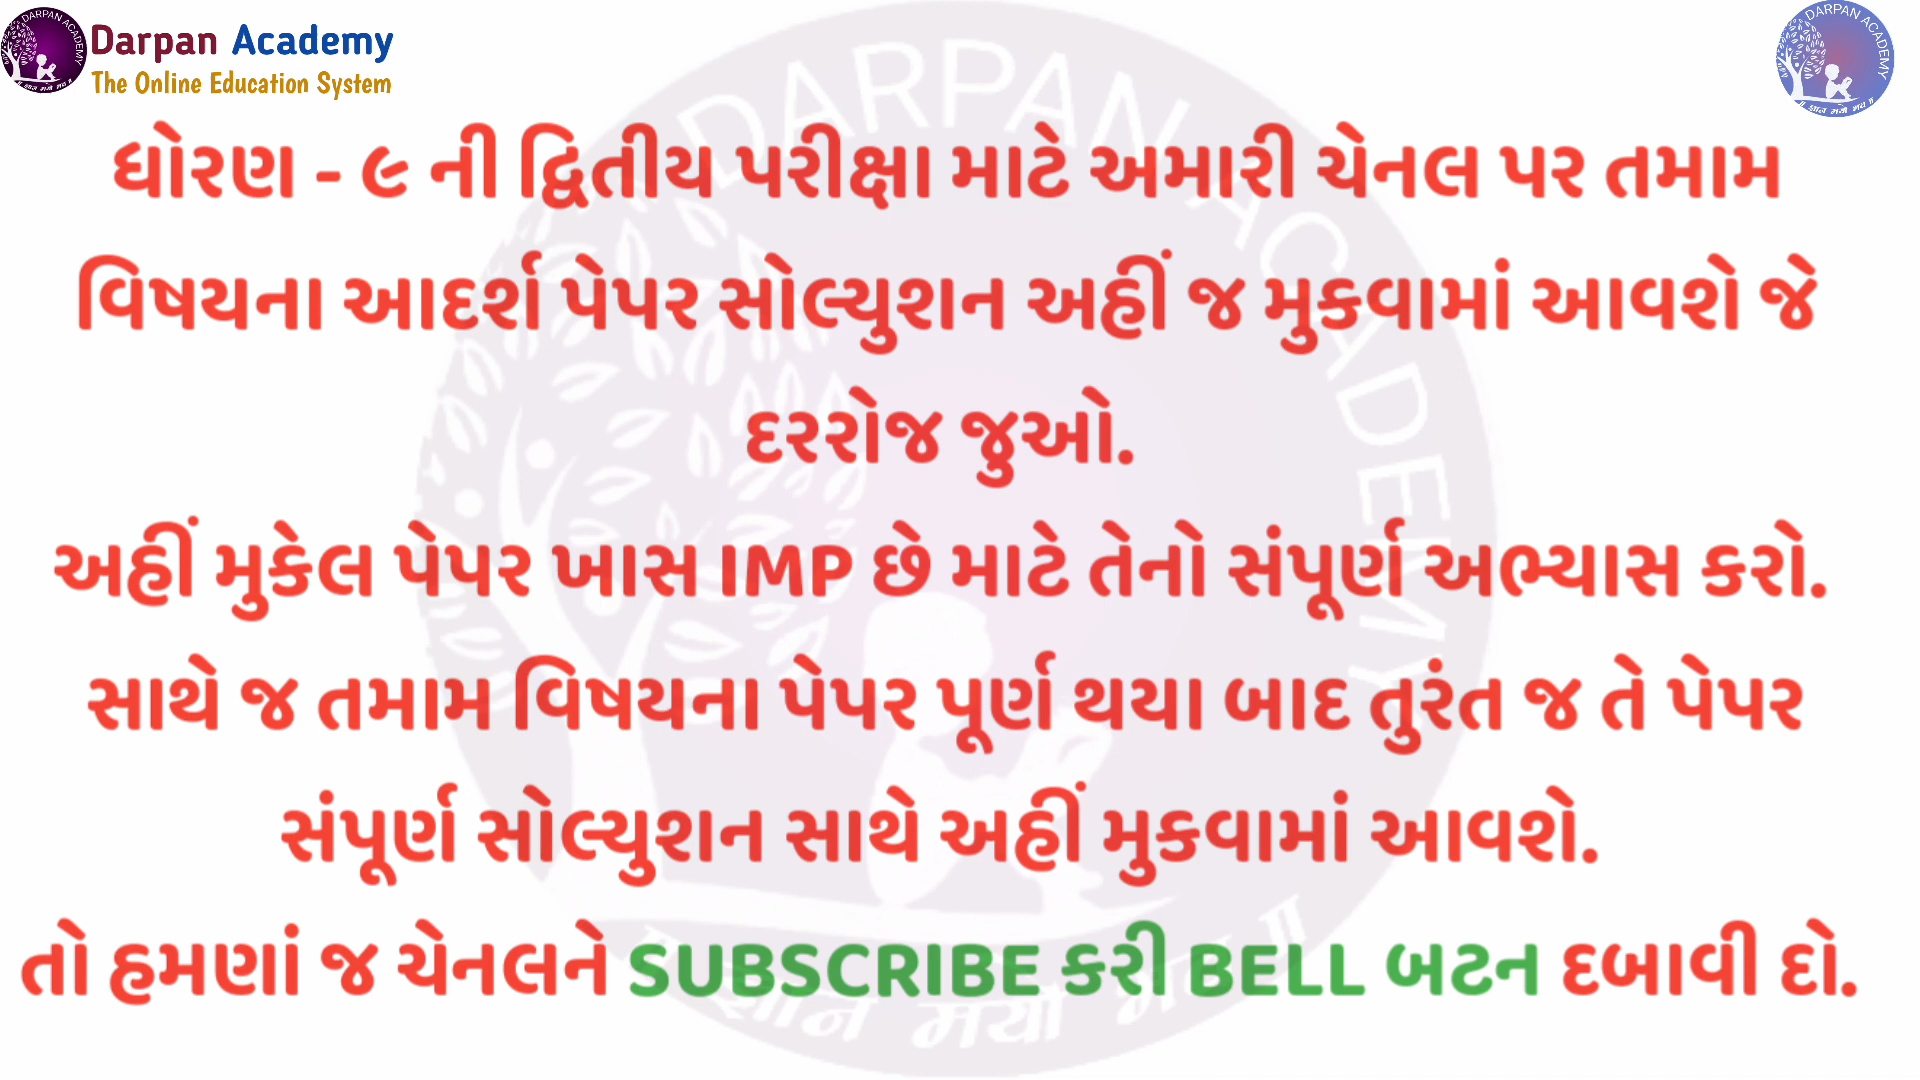 Darpan Academy
The Online Education System
DARPAN ACADEMY
ધોરણ - ૯ ની દ્વિતીય પરીક્ષા માટે અમારી ચેનલ પર તમામ
વિષયના આદર્શ પેપર સોલ્યુશન અહીં જ મુકવામાં આવશે જે
દરરોજ જુઓ.
અહીં મુકેલ પેપર ખાસ IMP છે માટે તેનો સંપૂર્ણ અભ્યાસ કરો.
સાથે જ તમામ વિષયના પેપર પૂર્ણ થયા બાદ તુરંત જ તે પેપર
સંપૂર્ણ સોલ્યુશન સાથે અહીં મુકવામાં આવશે.
તો હમણાં જ ચેનલને SUBSCRIBE કરી BELL બટન દબાવી દો.